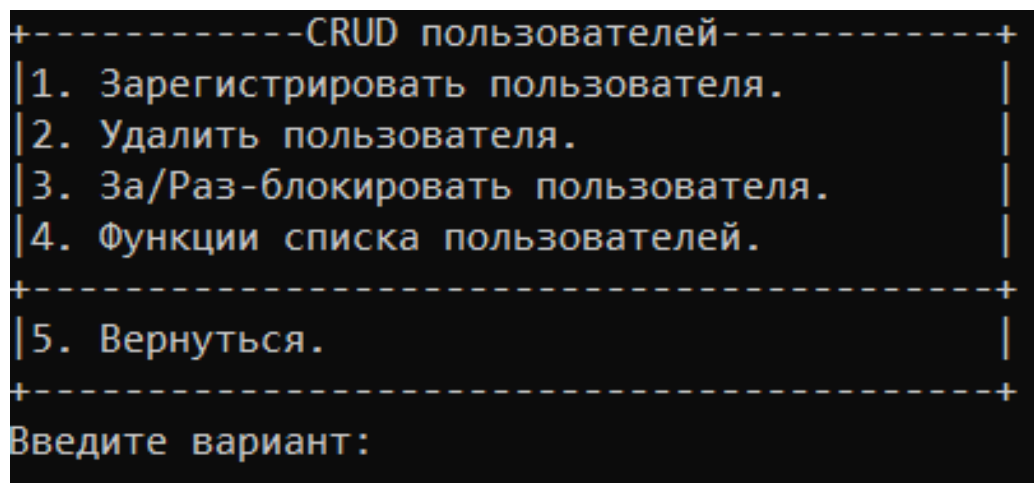 +------------CRUD пользователей------------+
|1. Зарегистрировать пользователя.         |
|2. Удалить пользователя.                  |
|3. За/Раз-блокировать пользователя.       |
|4. Функции списка пользователей.          |
+------------------------------------------+
|5. Вернуться.                             |
+------------------------------------------+
Введите вариант: